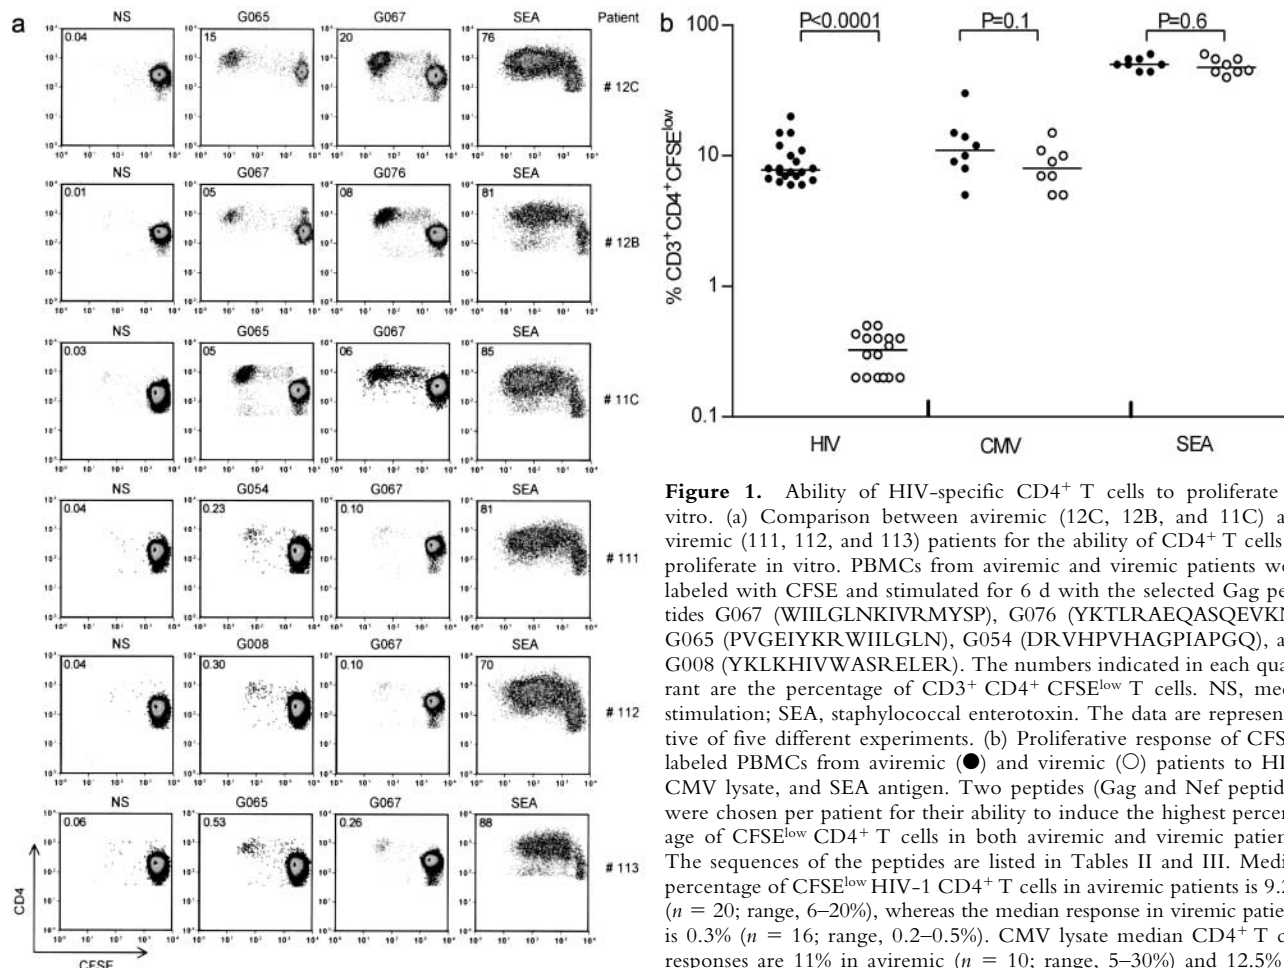 a
NS G065 G067 SEA Patient
0.04 15 20 76
# 12C
NS G067 G076 SEA
0.01 05 08 81
# 12B
NS G065 G067 SEA
0.03 05 06 85
# 11C
NS G054 G067 SEA
0.04 0.23 0.10 81
# 111
NS G008 G067 SEA
0.04 0.30 0.10 70
# 112
NS G065 G067 SEA
0.06 0.53 0.26 88
# 113
CD4
CFSE
b
P<0.0001 P=0.1 P=0.6
100
10
1
0.1
% CD3+CD4+CFSElow
HIV CMV SEA
Figure 1. Ability of HIV-specific CD4+ T cells to proliferate
vitro. (a) Comparison between aviremic (12C, 12B, and 11C) a
viremic (111, 112, and 113) patients for the ability of CD4+ T cells
proliferate in vitro. PBMCs from aviremic and viremic patients we
labeled with CFSE and stimulated for 6 d with the selected Gag pe
tides G067 (WIILGLNKIVRMYSP), G076 (YKTLRAEQASQEVKN
G065 (PVGEIYKRWIILGLN), G054 (DRVHPVHAGPIAPGQ), a
G008 (YKLKHIVWASRELER). The numbers indicated in each qua
rant are the percentage of CD3+ CD4+ CFSElow T cells. NS, med
stimulation; SEA, staphylococcal enterotoxin. The data are represen
tive of five different experiments. (b) Proliferative response of CFS
labeled PBMCs from aviremic (●) and viremic (○) patients to HI
CMV lysate, and SEA antigen. Two peptides (Gag and Nef peptid
were chosen per patient for their ability to induce the highest percen
age of CFSElow CD4+ T cells in both aviremic and viremic patien
The sequences of the peptides are listed in Tables II and III. Medi
percentage of CFSElow HIV-1 CD4+ T cells in aviremic patients is 9.2
(n = 20; range, 6–20%), whereas the median response in viremic patie
is 0.3% (n = 16; range, 0.2–0.5%). CMV lysate median CD4+ T c
responses are 11% in aviremic (n = 10; range, 5–30%) and 12.5%